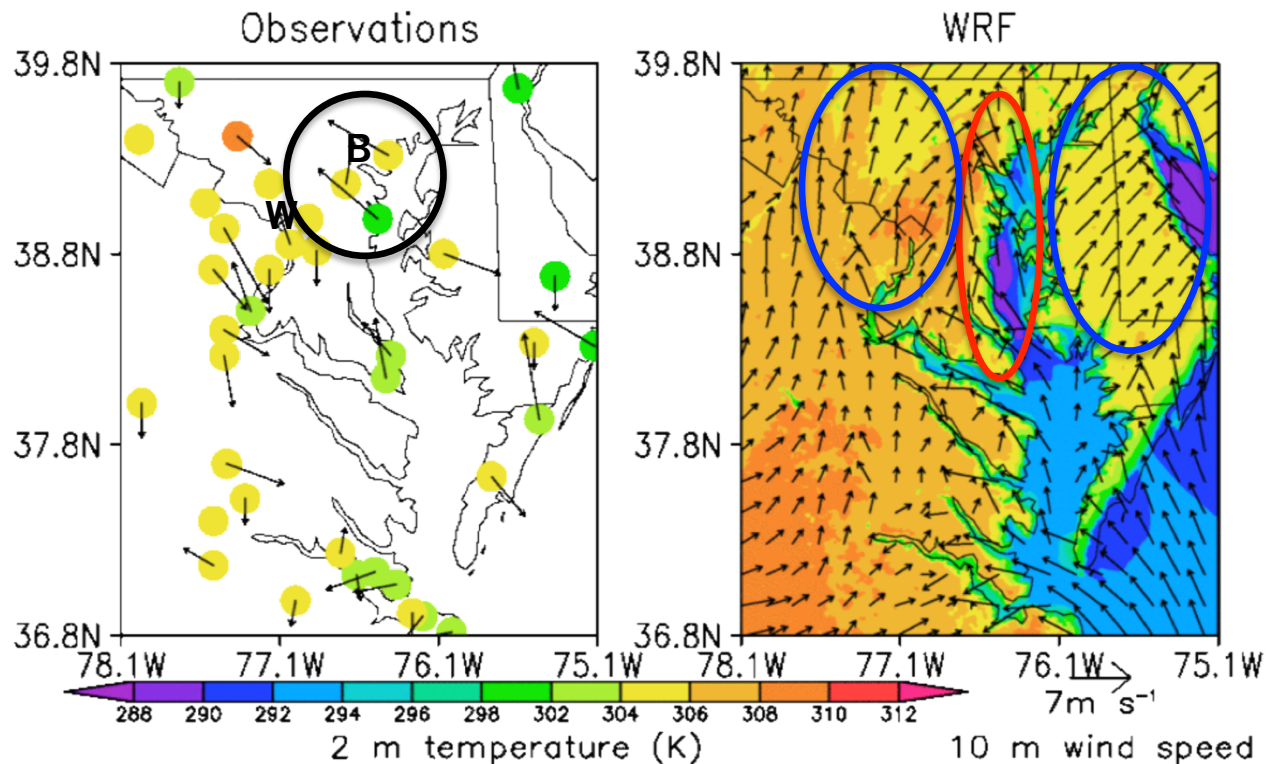 Observations
WRF
39.8N
38.8N
37.8N
36.8N
78.1W
77.1W
76.1W
75.1W
B
W
39.8N
38.8N
37.8N
36.8N
78.1W
77.1W
76.1W
75.1W
288 290 292 294 296 298 302 304 306 308 310 312
2 m temperature (K)
7m s⁻¹
10 m wind speed